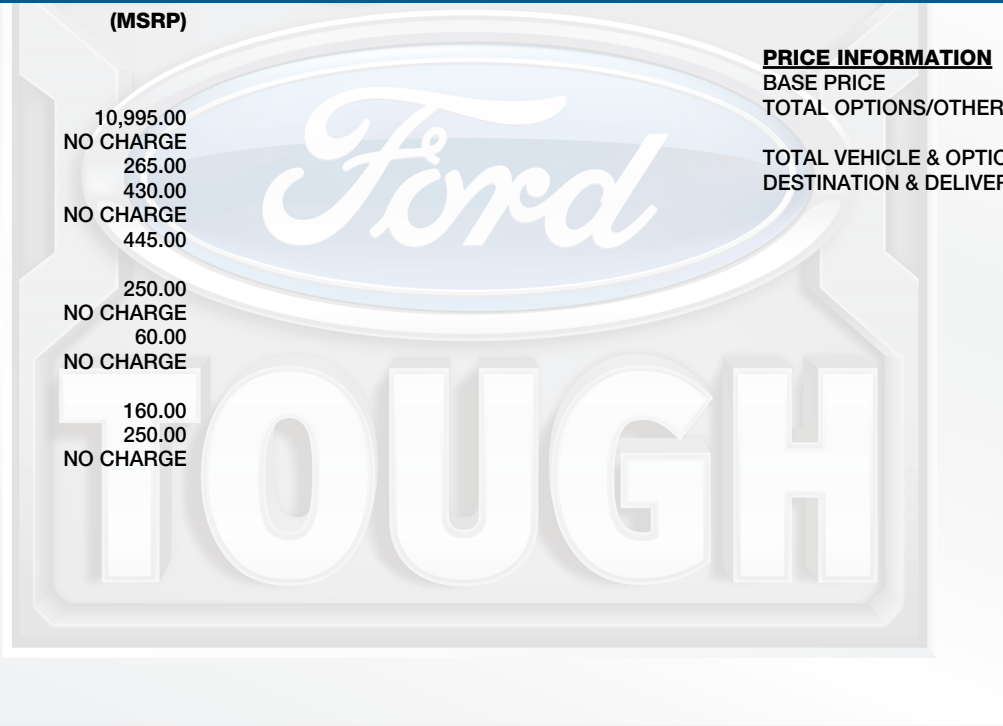 (MSRP)
10,995.00
NO CHARGE
265.00
430.00
NO CHARGE
445.00
250.00
NO CHARGE
60.00
NO CHARGE
160.00
250.00
NO CHARGE
PRICE INFORMATION
BASE PRICE
TOTAL OPTIONS/OTHER
TOTAL VEHICLE & OPTIO
DESTINATION & DELIVER
Ford
TOUGH